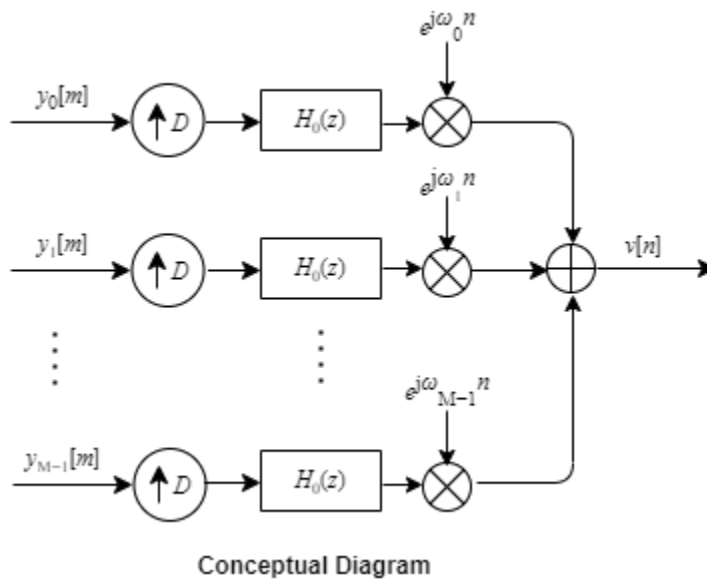 e^{jω_0 n}
y_0[m]
↑ D
H_0(z)
e^{jω_1 n}
y_1[m]
↑ D
H_0(z)
v[n]
e^{jω_{M−1} n}
y_{M−1}[m]
↑ D
H_0(z)
Conceptual Diagram